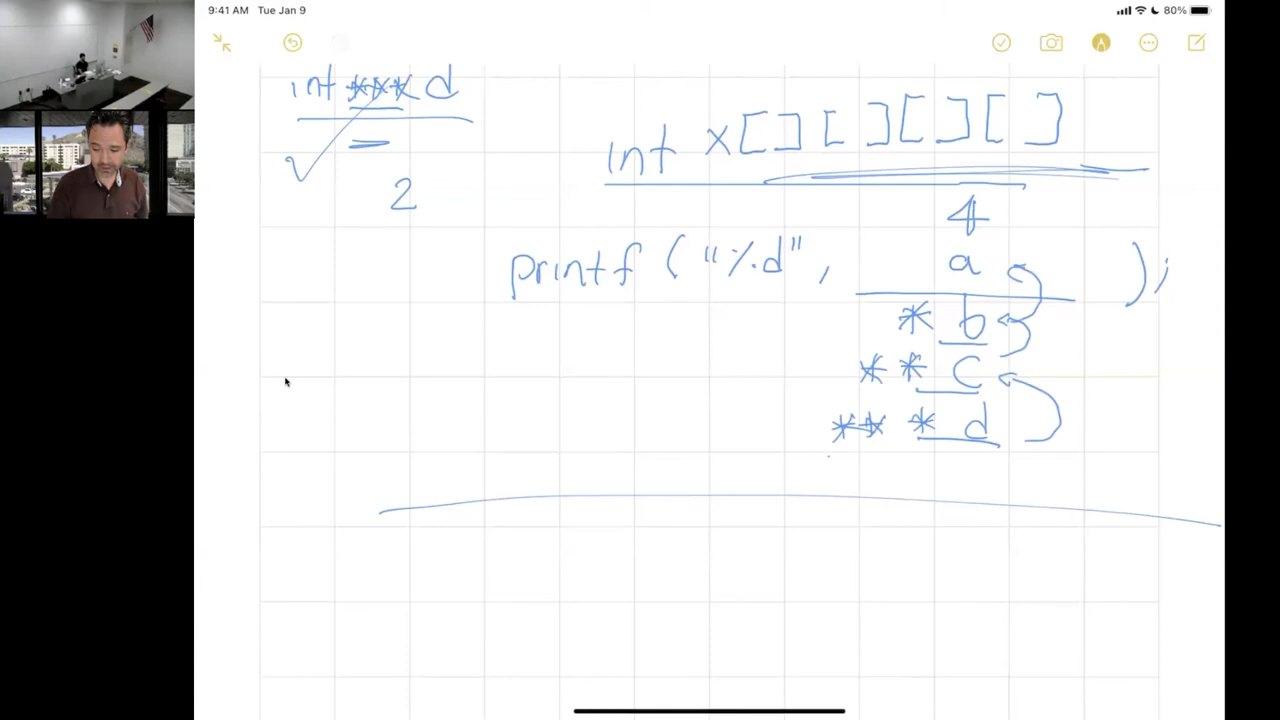 9:41 AM Tue Jan 9
80%
int *** d
int x[] [ ][ ][ ]
2
4
printf ( "%d", a );
* b
** c
*** d